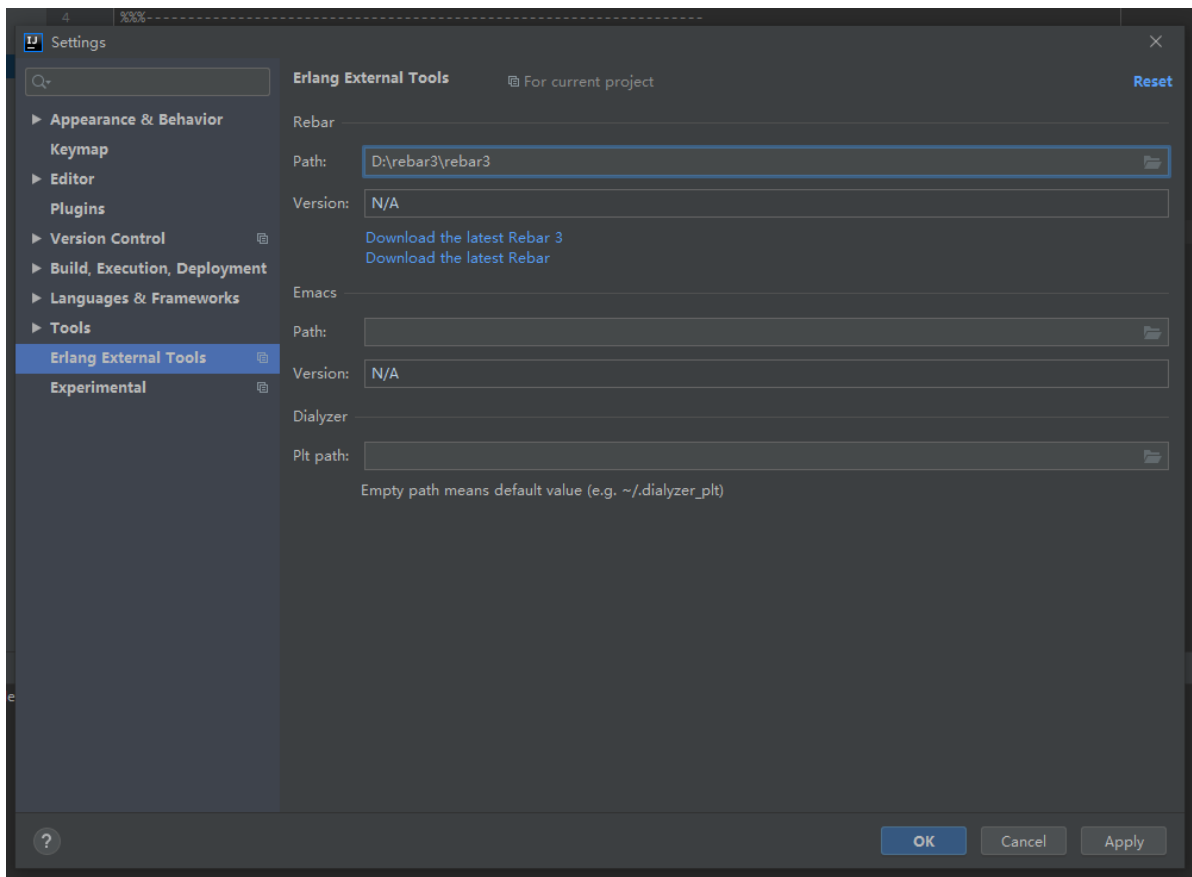 4 %%%-------------------------------------------------------------------
Settings
Erlang External Tools For current project Reset
Appearance & Behavior
Keymap
Editor
Plugins
Version Control
Build, Execution, Deployment
Languages & Frameworks
Tools
Erlang External Tools
Experimental
Rebar
Path: D:\rebar3\rebar3
Version: N/A
Download the latest Rebar 3
Download the latest Rebar
Emacs
Path:
Version: N/A
Dialyzer
Plt path:
Empty path means default value (e.g. ~/.dialyzer_plt)
e
?
OK Cancel Apply